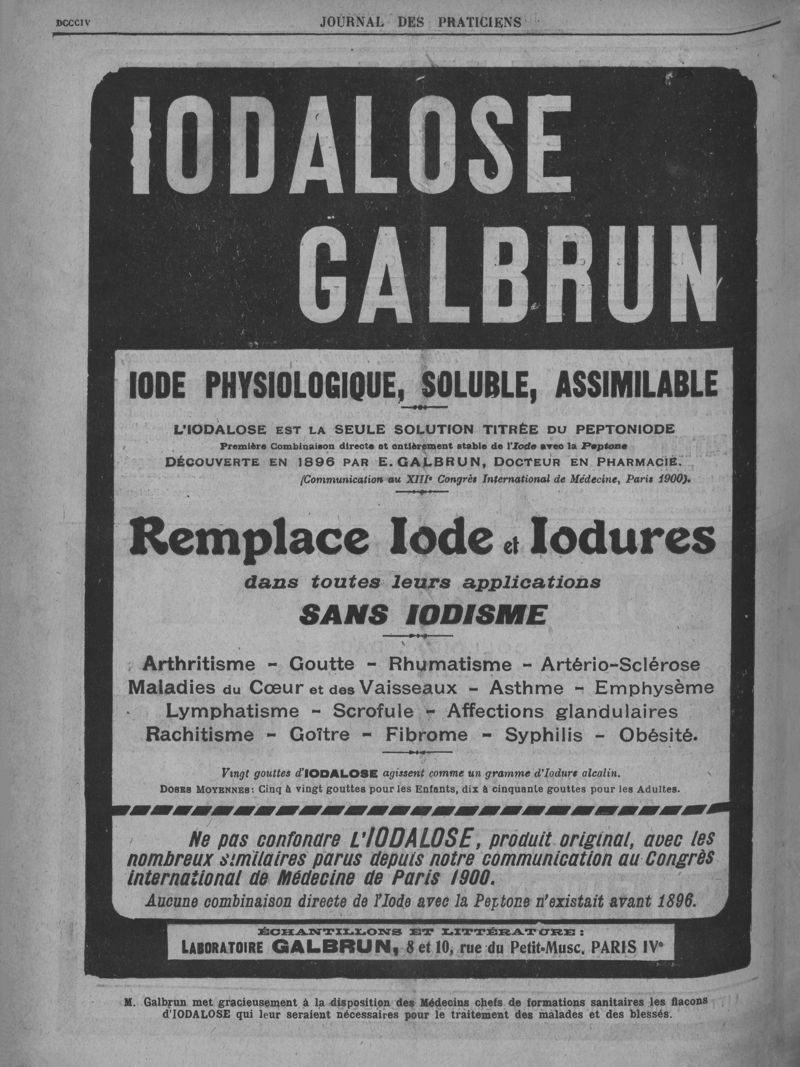 DCCCIV
JOURNAL DES PRATICIENS
IODALOSE
GALBRUN
IODE PHYSIOLOGIQUE, SOLUBLE, ASSIMILABLE
L'IODALOSE EST LA SEULE SOLUTION TITRÉE DU PEPTONIODE
Première Combinaison directe et entièrement stable de l'Iode avec la Peptone
DÉCOUVERTE EN 1896 PAR E. GALBRUN, DOCTEUR EN PHARMACIE.
(Communication au XIIIe Congrès International de Médecine, Paris 1900).
Remplace Iode et Iodures
dans toutes leurs applications
SANS IODISME
Arthritisme - Goutte - Rhumatisme - Artério-Sclérose
Maladies du Cœur et des Vaisseaux - Asthme - Emphysème
Lymphatisme - Scrofule - Affections glandulaires
Rachitisme - Goître - Fibrome - Syphilis - Obésité.
Vingt gouttes d'IODALOSE agissent comme un gramme d'Iodure alcalin.
DOSES MOYENNES: Cinq à vingt gouttes pour les Enfants, dix à cinquante gouttes pour les Adultes.
Ne pas confondre L'IODALOSE, produit original, avec les
nombreux similaires parus depuis notre communication au Congrès
international de Médecine de Paris 1900.
Aucune combinaison directe de l'Iode avec la Peptone n'existait avant 1896.
ÉCHANTILLONS ET LITTÉRATURE:
LABORATOIRE GALBRUN, 8 et 10, rue du Petit-Musc, PARIS IVe
M. Galbrun met gracieusement à la disposition des Médecins chefs de formations sanitaires les flacons
d'IODALOSE qui leur seraient nécessaires pour le traitement des malades et des blessés.